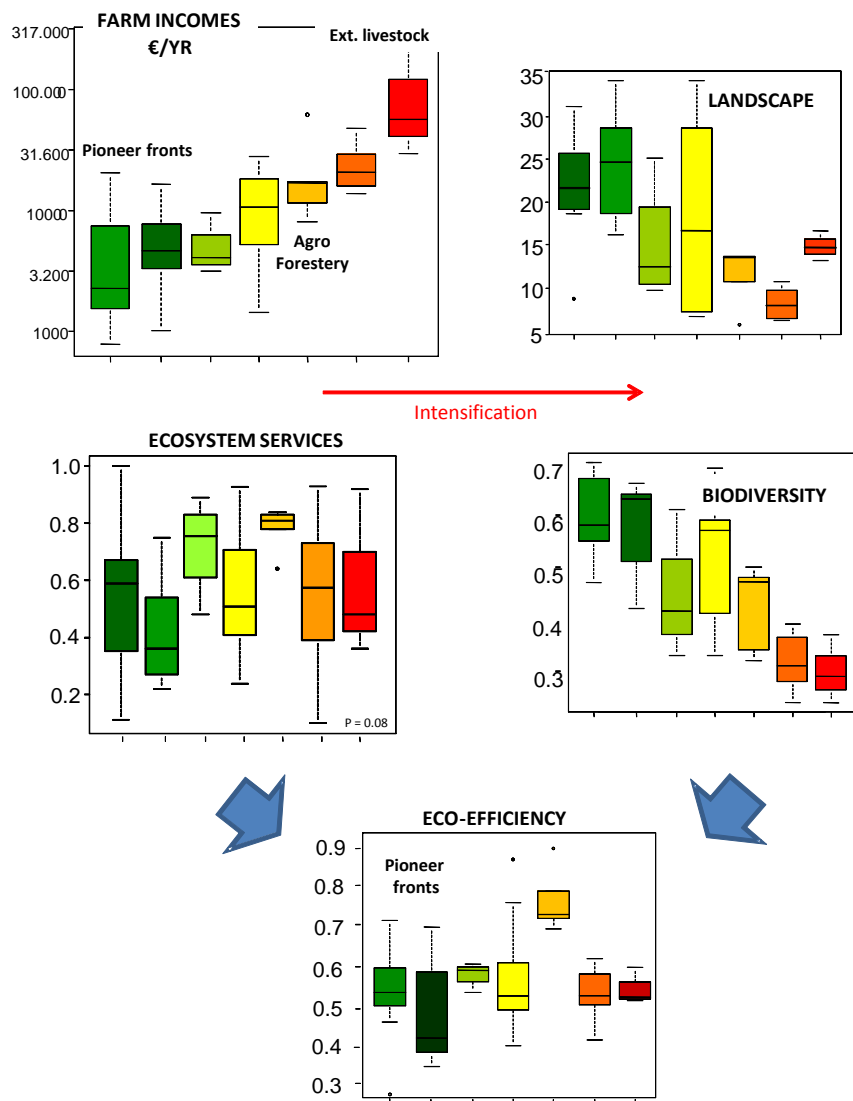 FARM INCOMES
€/YR
317.000
100.000
31.600
10000
3.200
1000
Ext. livestock
Pioneer fronts
Agro
Forestery
LANDSCAPE
35
30
25
20
15
10
5
Intensification
ECOSYSTEM SERVICES
1.0
0.8
0.6
0.4
0.2
P = 0.08
BIODIVERSITY
0.7
0.6
0.5
0.4
0.3
ECO-EFFICIENCY
0.9
0.8
0.7
0.6
0.5
0.4
0.3
Pioneer
fronts